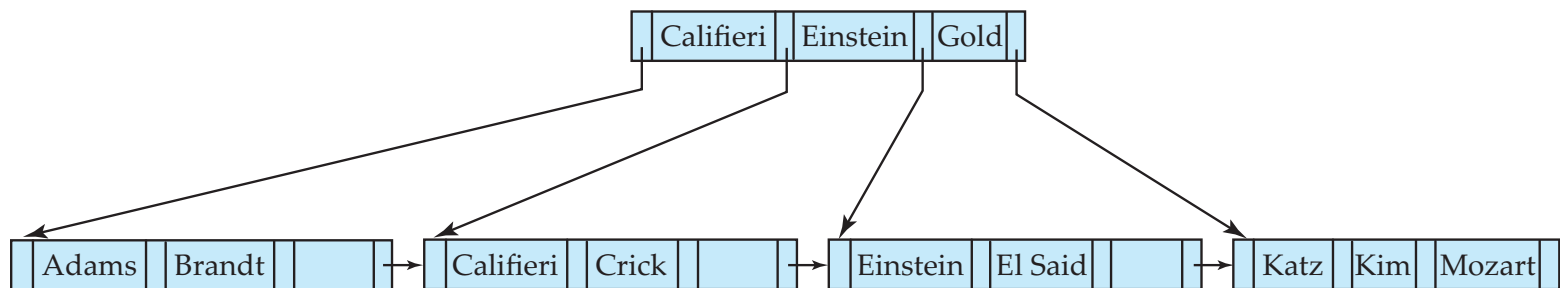 Califieri Einstein Gold
Adams Brandt Califieri Crick Einstein El Said Katz Kim Mozart